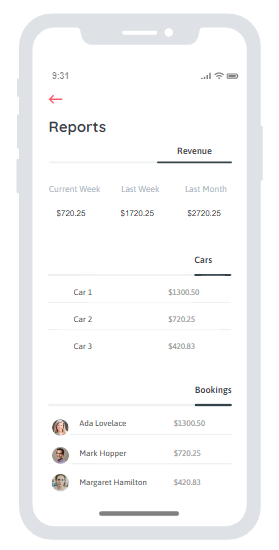 9:31
Reports
Revenue
Current Week Last Week Last Month
$720.25 $1720.25 $2720.25
Cars
Car 1 $1300.50
Car 2 $720.25
Car 3 $420.83
Bookings
Ada Lovelace $1300.50
Mark Hopper $720.25
Margaret Hamilton $420.83